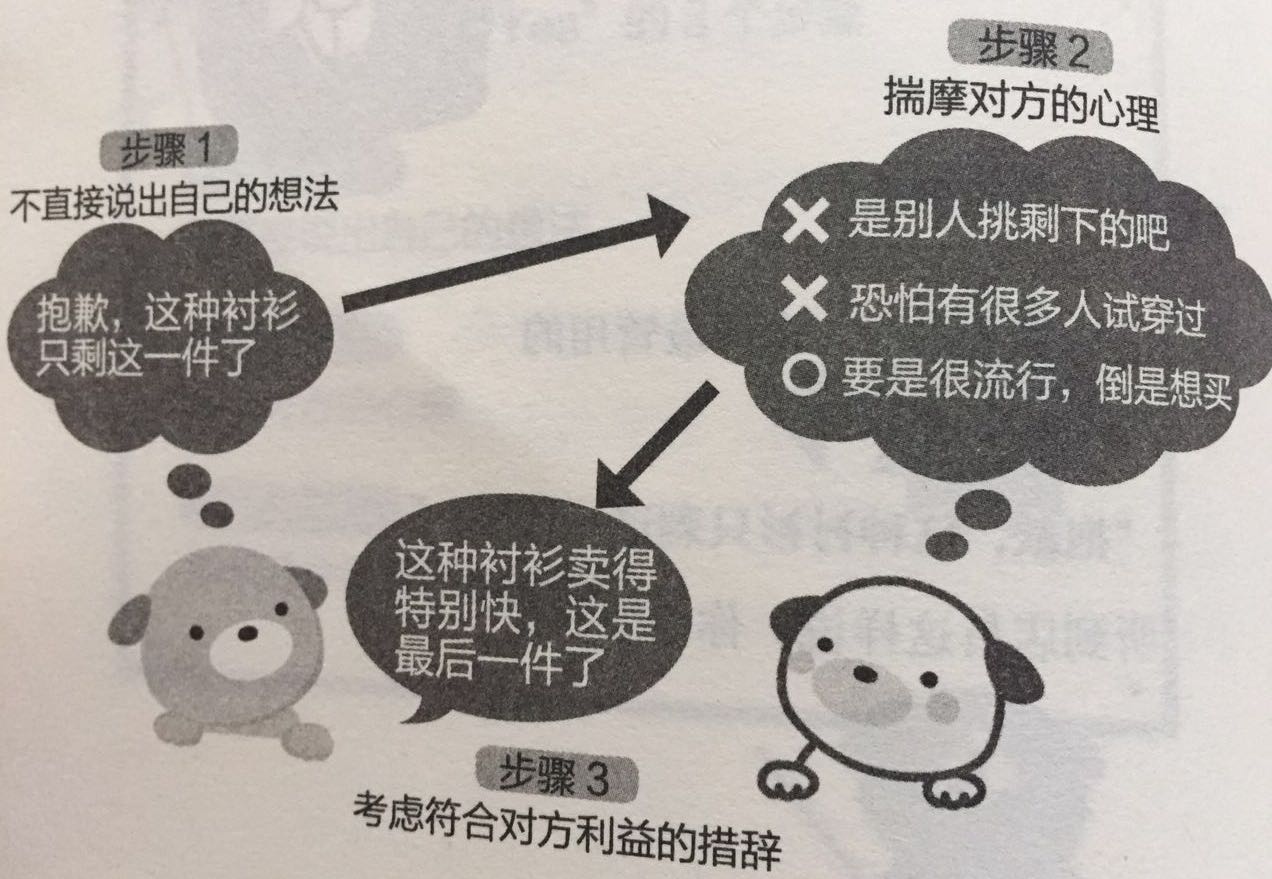 步骤 1
不直接说出自己的想法
抱歉，这种衬衫
只剩这一件了
步骤 2
揣摩对方的心理
× 是别人挑剩下的吧
× 恐怕有很多人试穿过
○ 要是很流行，倒是想买
这种衬衫卖得
特别快，这是
最后一件了
步骤 3
考虑符合对方利益的措辞